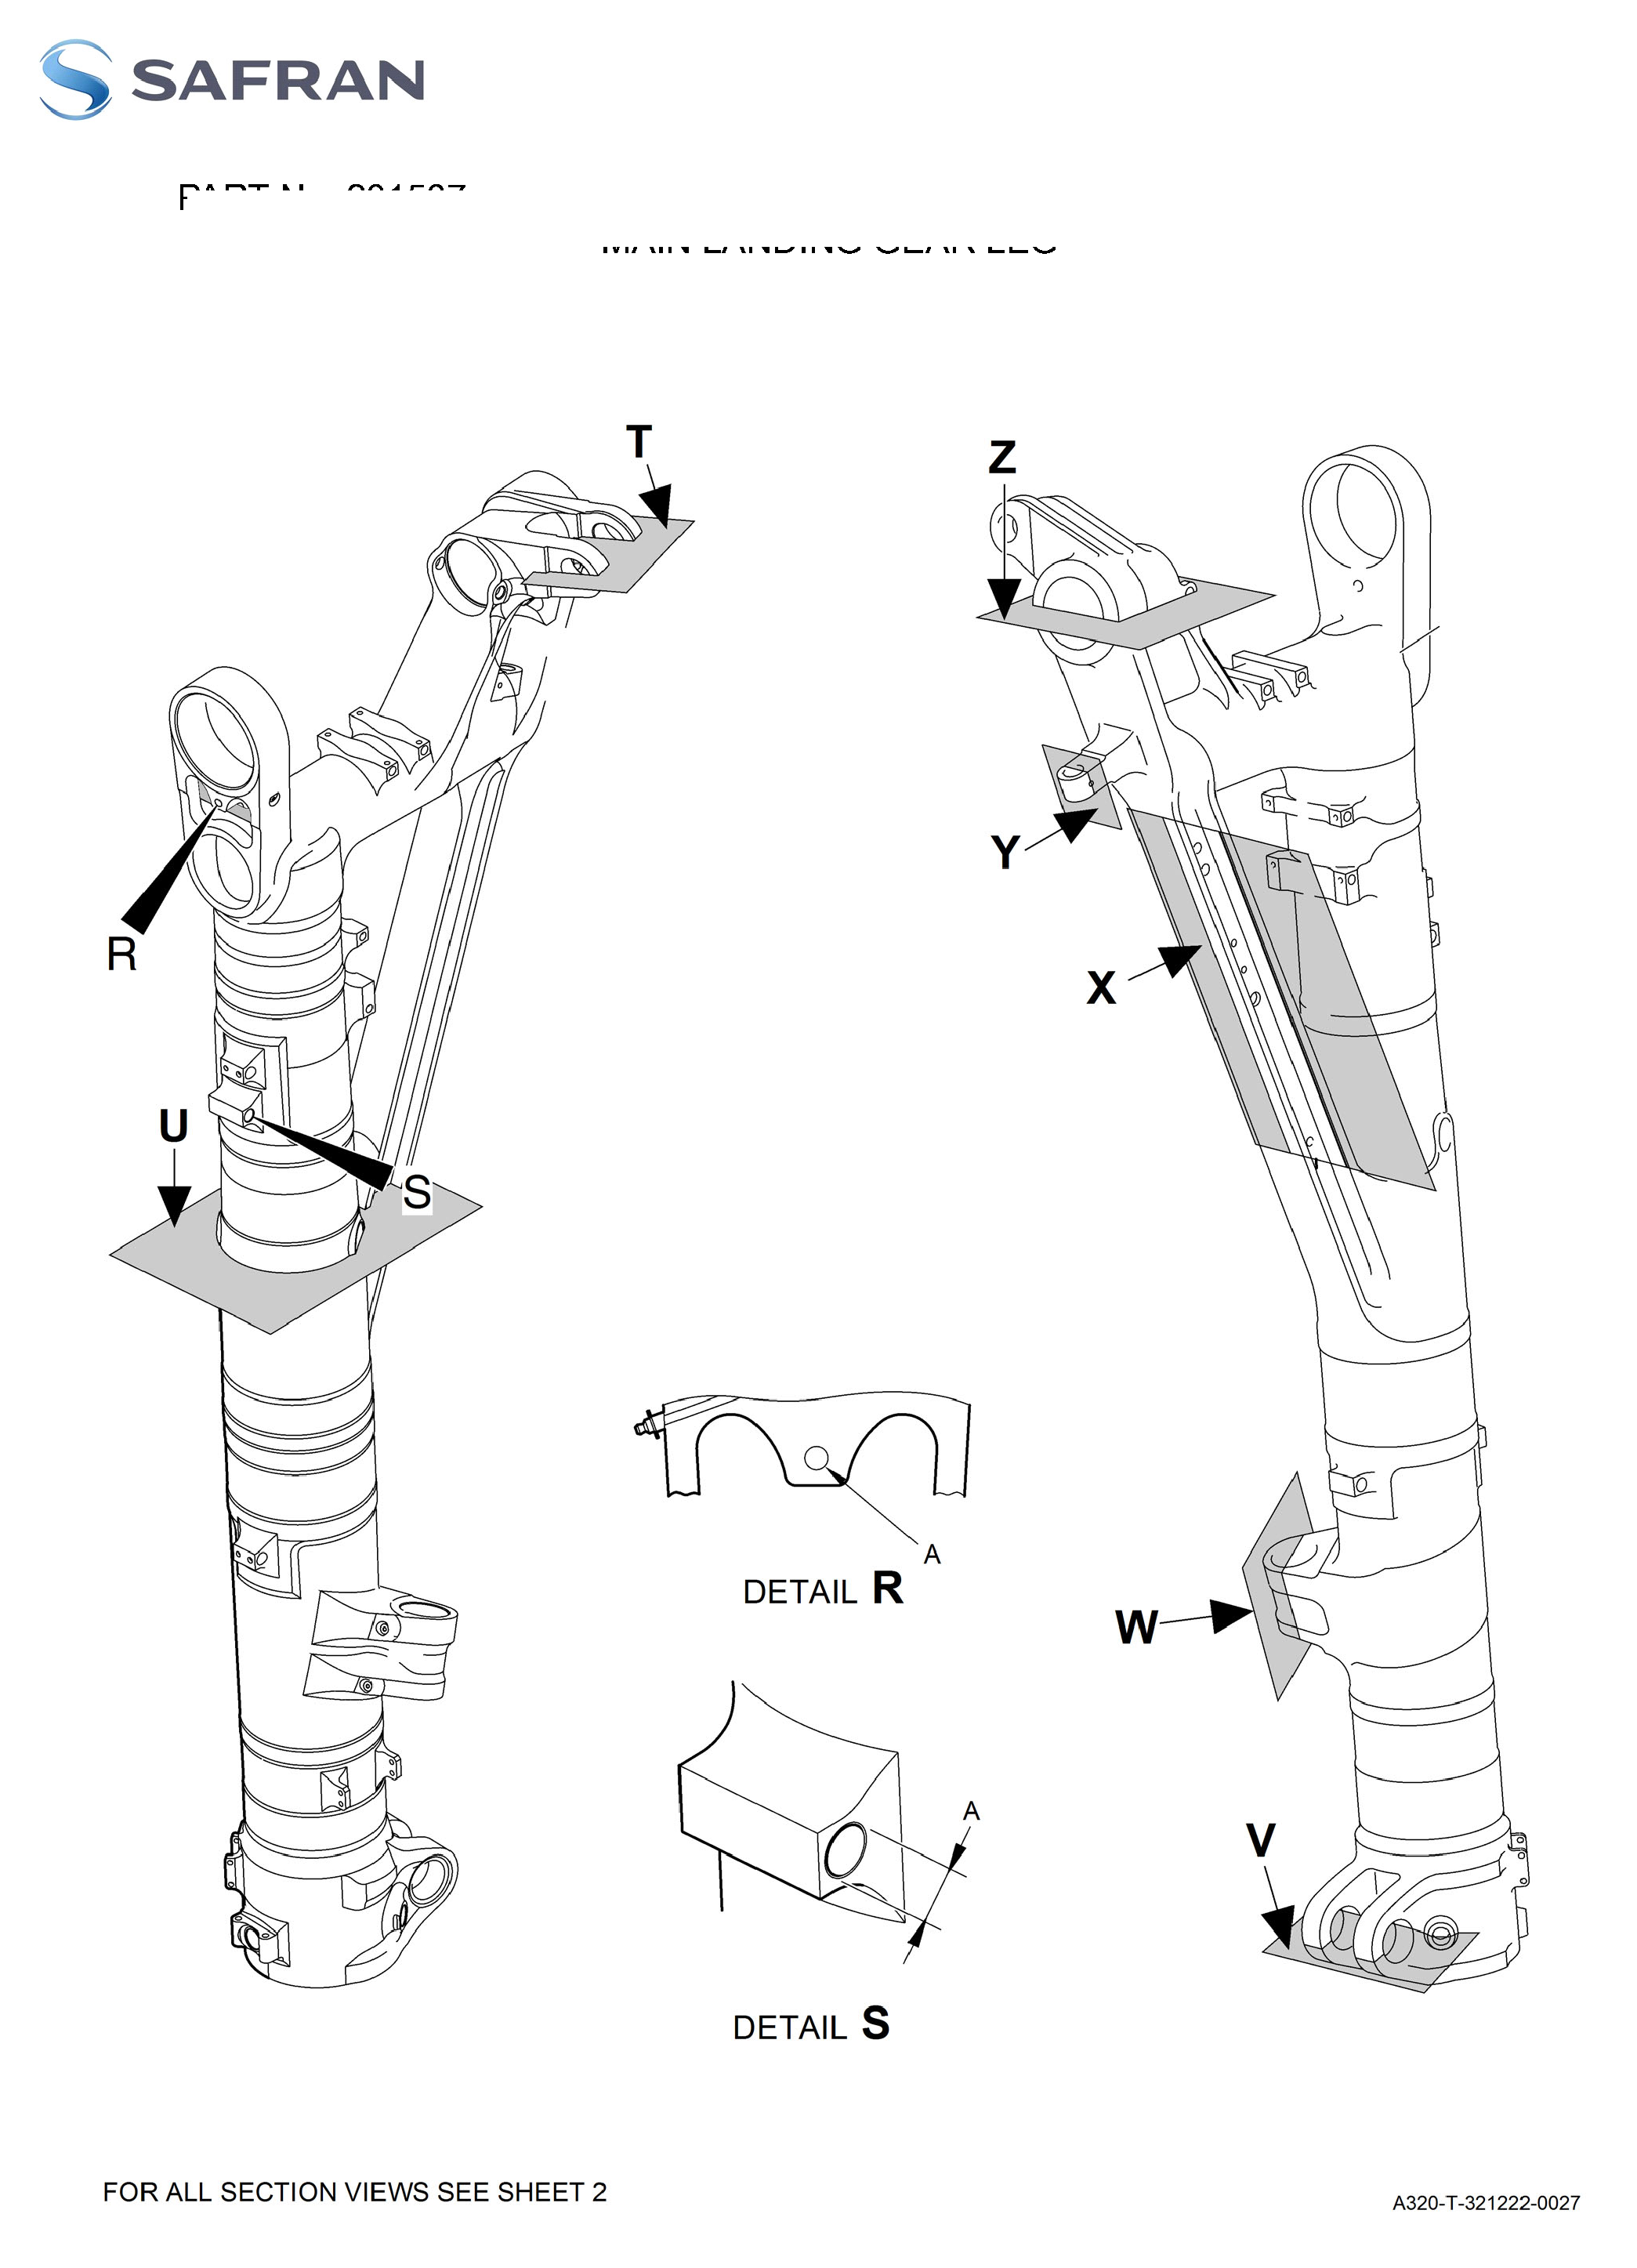 SAFRAN
T
Z
R
Y
X
U
S
A
DETAIL R
W
A
V
DETAIL S
FOR ALL SECTION VIEWS SEE SHEET 2
A320-T-321222-0027